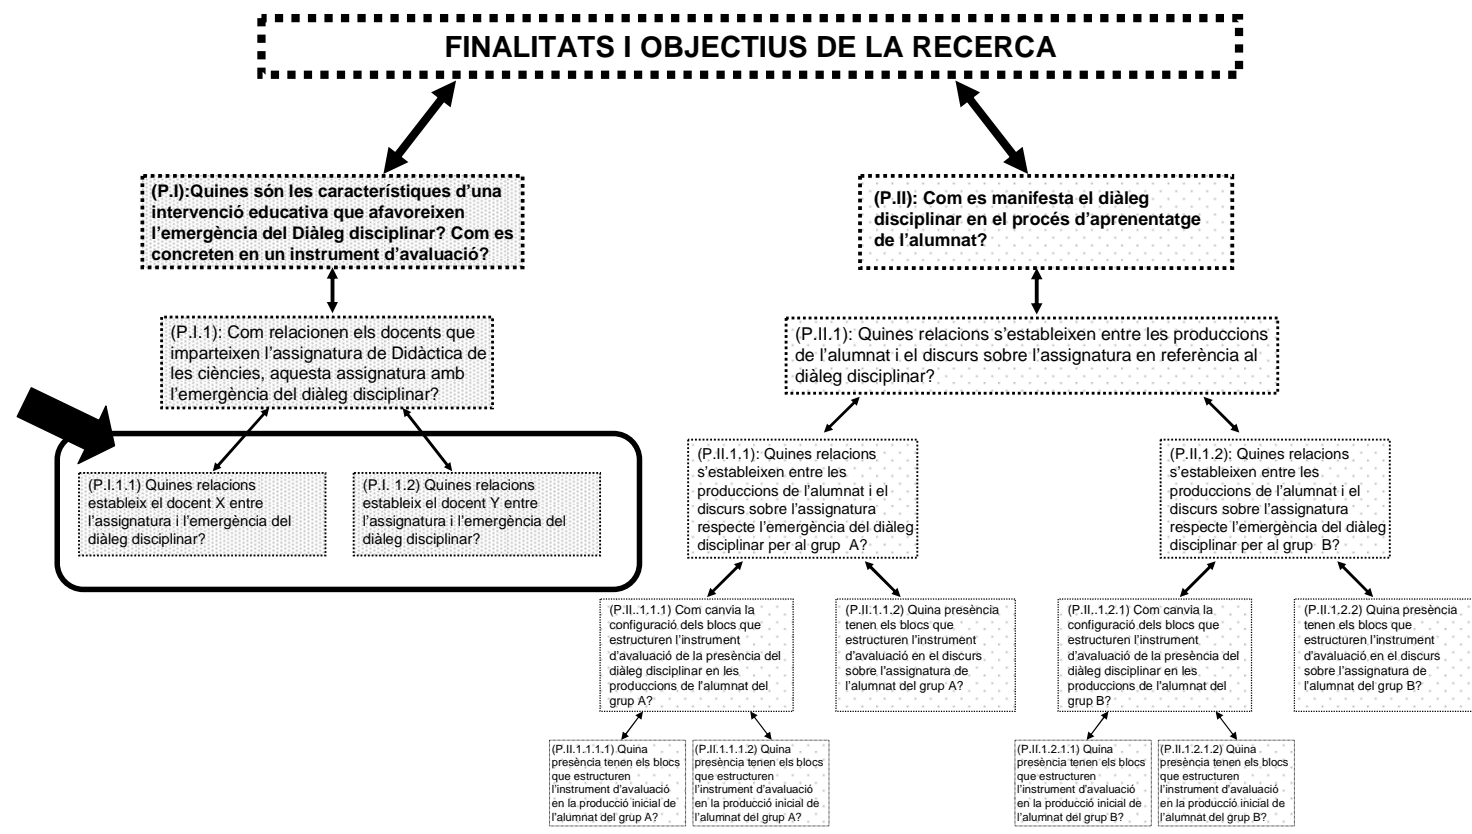 FINALITATS I OBJECTIUS DE LA RECERCA
(P.I):Quines són les característiques d’una
intervenció educativa que afavoreixen
l’emergència del Diàleg disciplinar? Com es
concreten en un instrument d’avaluació?
(P.II): Com es manifesta el diàleg
disciplinar en el procés d’aprenentatge
de l’alumnat?
(P.I.1): Com relacionen els docents que
imparteixen l’assignatura de Didàctica de
les ciències, aquesta assignatura amb
l’emergència del diàleg disciplinar?
(P.II.1): Quines relacions s’estableixen entre les produccions
de l’alumnat i el discurs sobre l’assignatura en referència al
diàleg disciplinar?
(P.I.1.1) Quines relacions
estableix el docent X entre
l’assignatura i l’emergència del
diàleg disciplinar?
(P.I. 1.2) Quines relacions
estableix el docent Y entre
l’assignatura i l’emergència del
diàleg disciplinar?
(P.II.1.1): Quines relacions
s’estableixen entre les
produccions de l’alumnat i el
discurs sobre l’assignatura
respecte l’emergència del diàleg
disciplinar per al grup A?
(P.II.1.2): Quines relacions
s’estableixen entre les
produccions de l’alumnat i el
discurs sobre l’assignatura
respecte l’emergència del diàleg
disciplinar per al grup B?
(P.II..1.1.1) Com canvia la
configuració dels blocs que
estructuren l’instrument
d’avaluació de la presència del
diàleg disciplinar en les
produccions de l’alumnat del
grup A?
(P.II.1.1.2) Quina presència
tenen els blocs que
estructuren l’instrument
d’avaluació en el discurs
sobre l’assignatura de
l’alumnat del grup A?
(P.II..1.2.1) Com canvia la
configuració dels blocs que
estructuren l’instrument
d’avaluació de la presència del
diàleg disciplinar en les
produccions de l’alumnat del
grup B?
(P.II.1.2.2) Quina presència
tenen els blocs que
estructuren l’instrument
d’avaluació en el discurs
sobre l’assignatura de
l’alumnat del grup B?
(P.II.1.1.1.1) Quina
presència tenen els blocs
que estructuren
l’instrument d’avaluació
en la producció inicial de
l’alumnat del grup A?
(P.II.1.1.1.2) Quina
presència tenen els blocs
que estructuren
l’instrument d’avaluació
en la producció inicial de
l’alumnat del grup A?
(P.II.1.2.1.1) Quina
presència tenen els blocs
que estructuren
l’instrument d’avaluació
en la producció inicial de
l’alumnat del grup B?
(P.II.1.2.1.2) Quina
presència tenen els blocs
que estructuren
l’instrument d’avaluació
en la producció inicial de
l’alumnat del grup B?